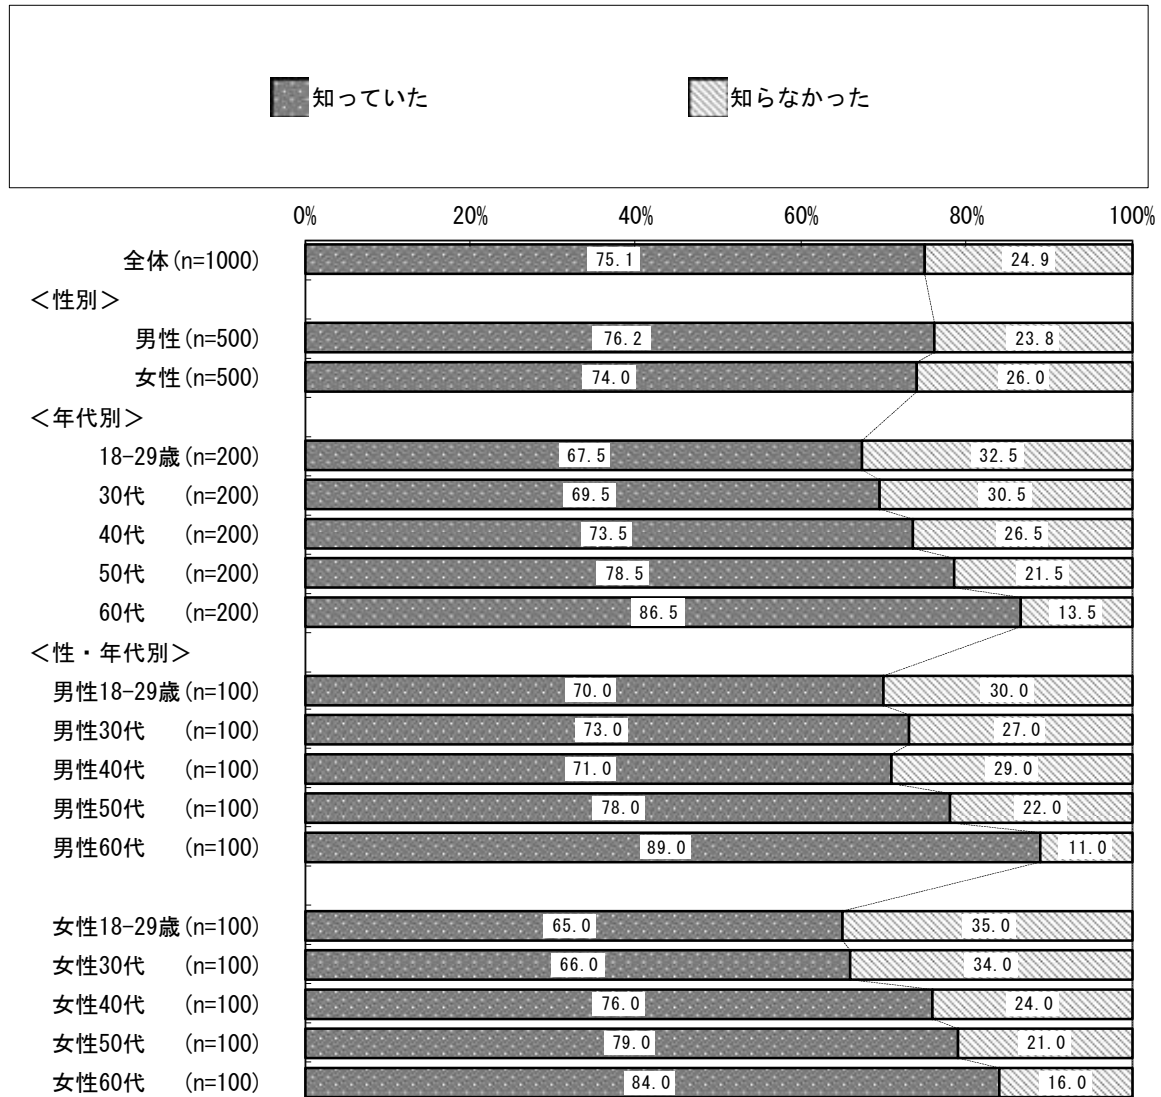 知っていた 知らなかった
0% 20% 40% 60% 80% 100%
全体(n=1000) 75.1 24.9
＜性別＞
男性(n=500) 76.2 23.8
女性(n=500) 74.0 26.0
＜年代別＞
18-29歳(n=200) 67.5 32.5
30代 (n=200) 69.5 30.5
40代 (n=200) 73.5 26.5
50代 (n=200) 78.5 21.5
60代 (n=200) 86.5 13.5
＜性・年代別＞
男性18-29歳(n=100) 70.0 30.0
男性30代 (n=100) 73.0 27.0
男性40代 (n=100) 71.0 29.0
男性50代 (n=100) 78.0 22.0
男性60代 (n=100) 89.0 11.0
女性18-29歳(n=100) 65.0 35.0
女性30代 (n=100) 66.0 34.0
女性40代 (n=100) 76.0 24.0
女性50代 (n=100) 79.0 21.0
女性60代 (n=100) 84.0 16.0